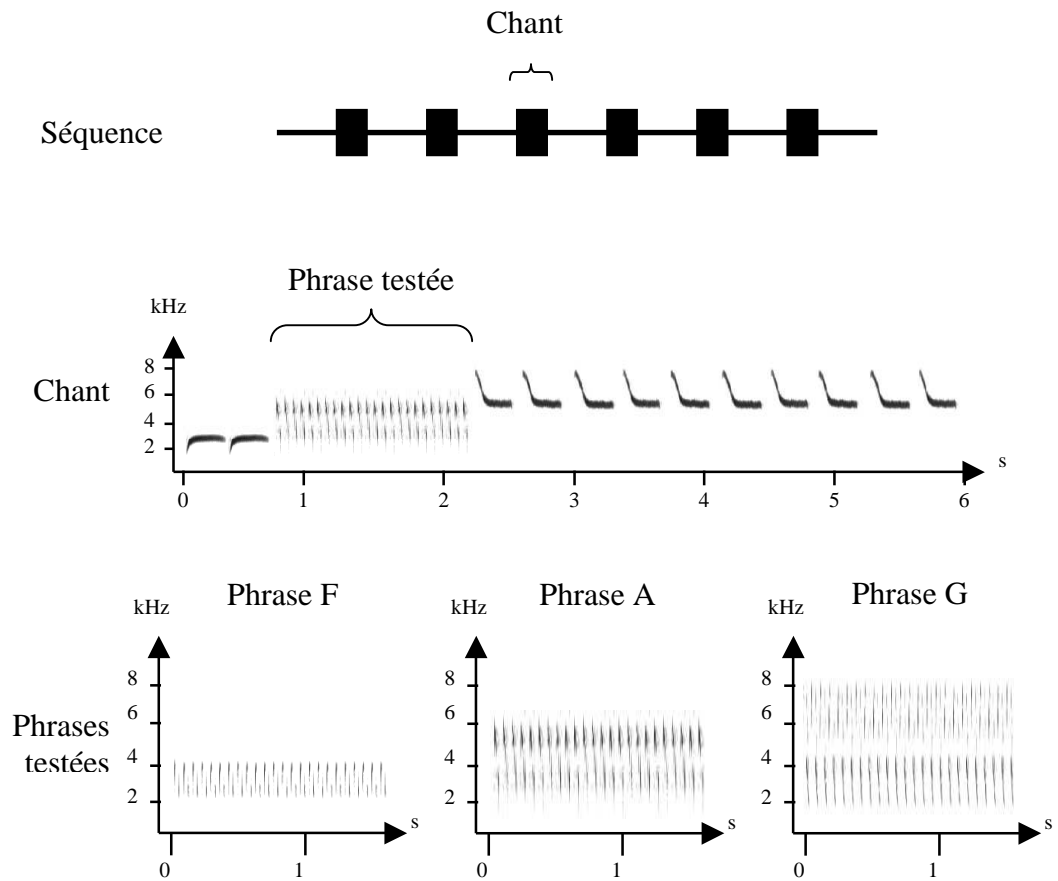 Chant
Séquence
Phrase testée
kHz
8
6
4
2
Chant
s
0 1 2 3 4 5 6
Phrase F
Phrase A
Phrase G
kHz
kHz
kHz
8
6
4
2
8
6
4
2
8
6
4
2
Phrases
testées
s
s
s
0 1
0 1
0 1